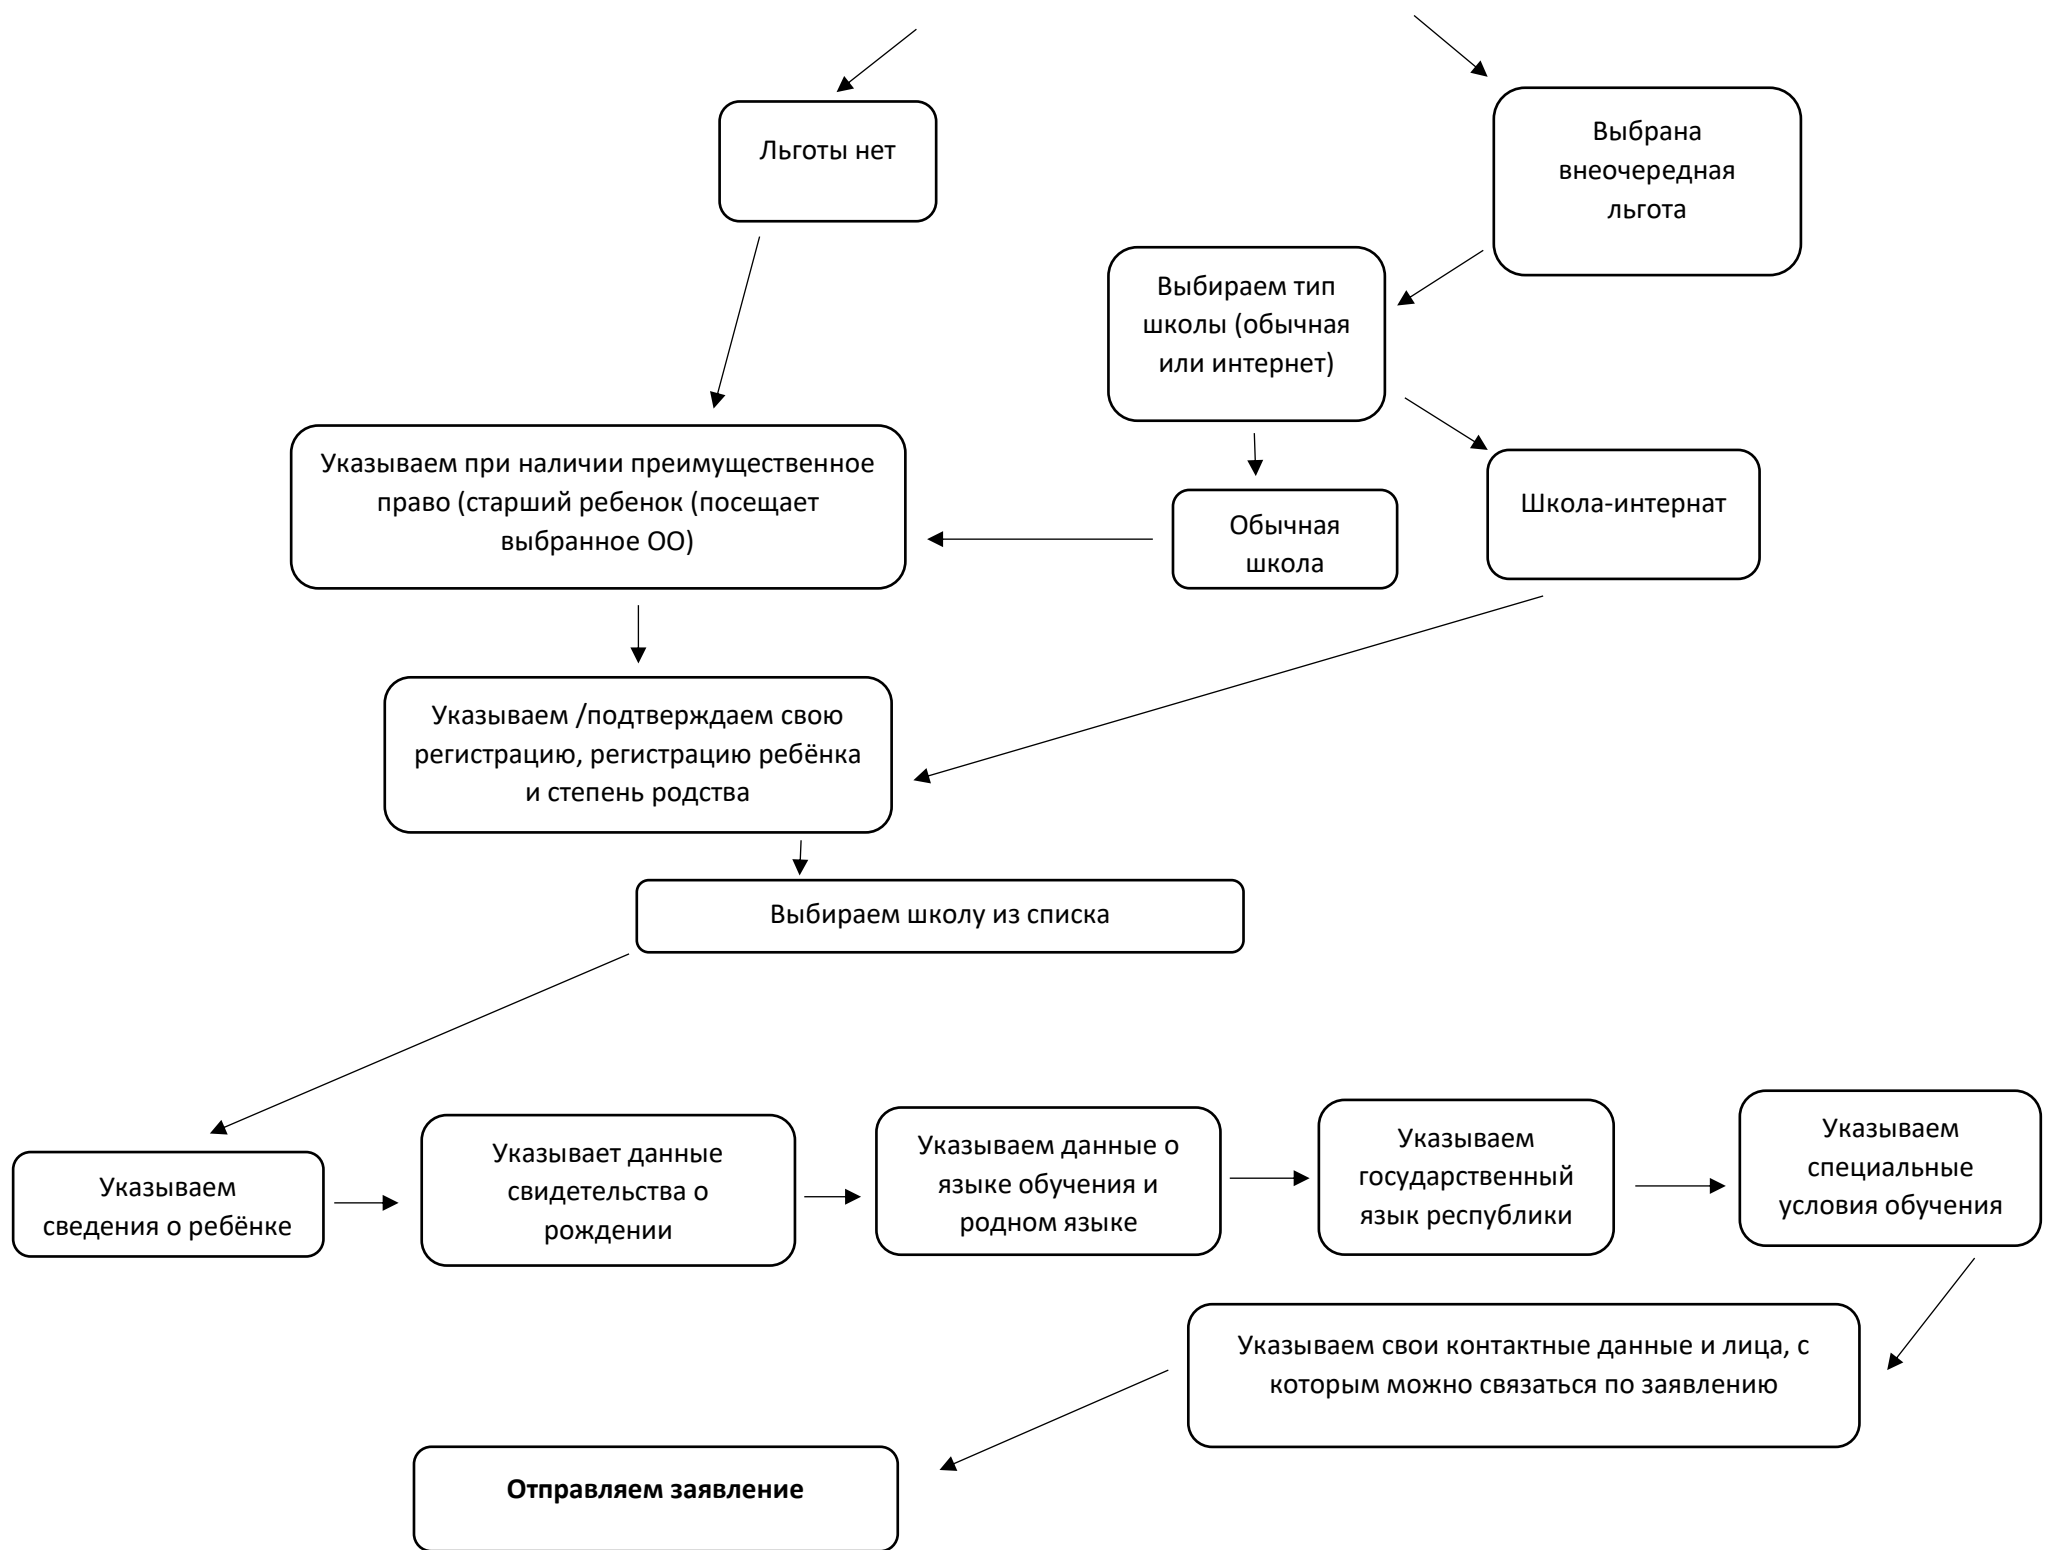 Льготы нет
Выбрана
внеочередная
льгота
Выбираем тип
школы (обычная
или интернет)
Указываем при наличии преимущественное
право (старший ребенок (посещает
выбранное ОО)
Обычная
школа
Школа-интернат
Указываем /подтверждаем свою
регистрацию, регистрацию ребёнка
и степень родства
Выбираем школу из списка
Указываем
сведения о ребёнке
Указывает данные
свидетельства о
рождении
Указываем данные о
языке обучения и
родном языке
Указываем
государственный
язык республики
Указываем
специальные
условия обучения
Указываем свои контактные данные и лица, с
которым можно связаться по заявлению
Отправляем заявление